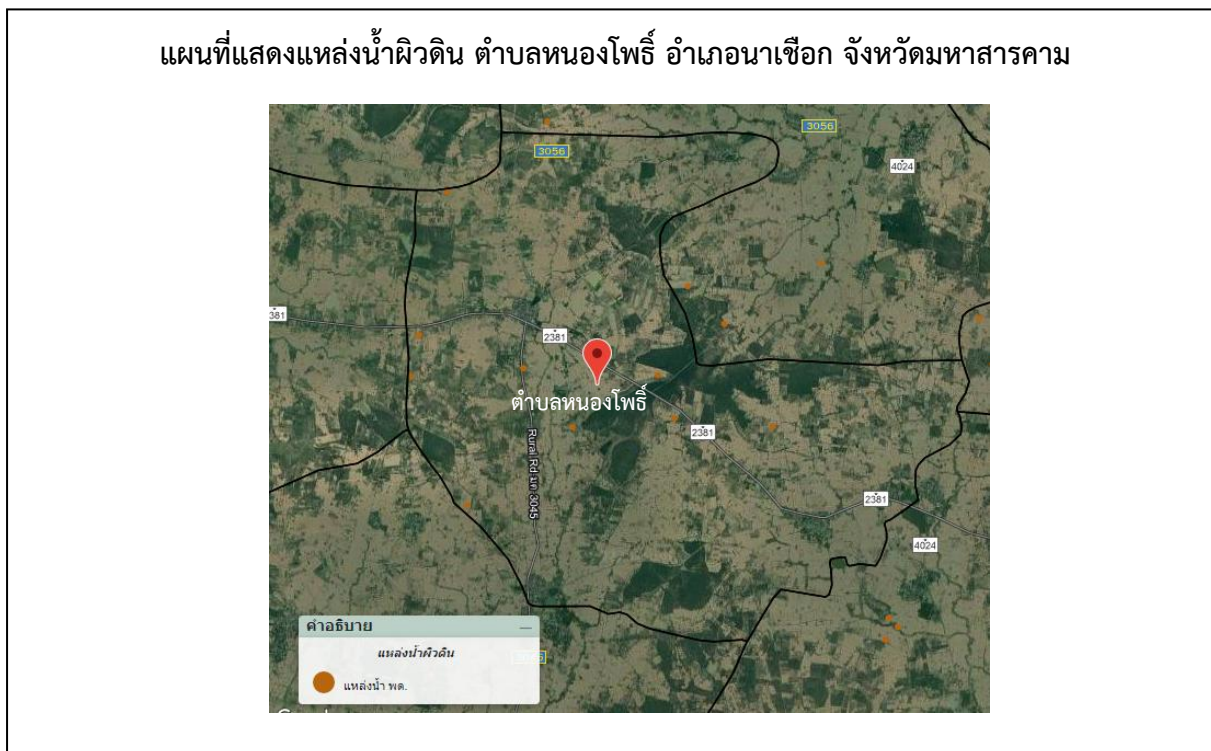 แผนที่แสดงแหล่งน้ำผิวดิน ตำบลหนองโพธิ์ อำเภอนาเชือก จังหวัดมหาสารคาม
3056
3056
4024
381
2381
ตำบลหนองโพธิ์
2381
Rural Rd มค 3045
2381
4024
คำอธิบาย
แหล่งน้ำผิวดิน
แหล่งน้ำ พด.